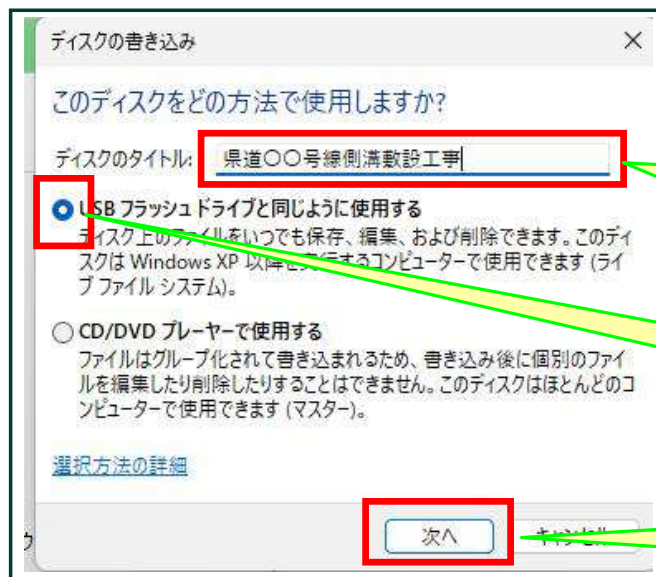 ディスクの書き込み
このディスクをどの方法で使用しますか?
ディスクのタイトル: 県道〇〇号線側溝敷設工事
USB フラッシュドライブと同じように使用する
ディスク上のファイルをいつでも保存、編集、および削除できます。このディ
スクは Windows XP 以降を実行するコンピューターで使用できます (ライ
ブ ファイル システム)。
CD/DVD プレーヤーで使用する
ファイルはグループ化されて書き込まれるため、書き込み後に個別のファイ
ルを編集したり削除したりすることはできません。このディスクはほとんどのコ
ンピューターで使用できます (マスター)。
選択方法の詳細
次へ
キャンセル